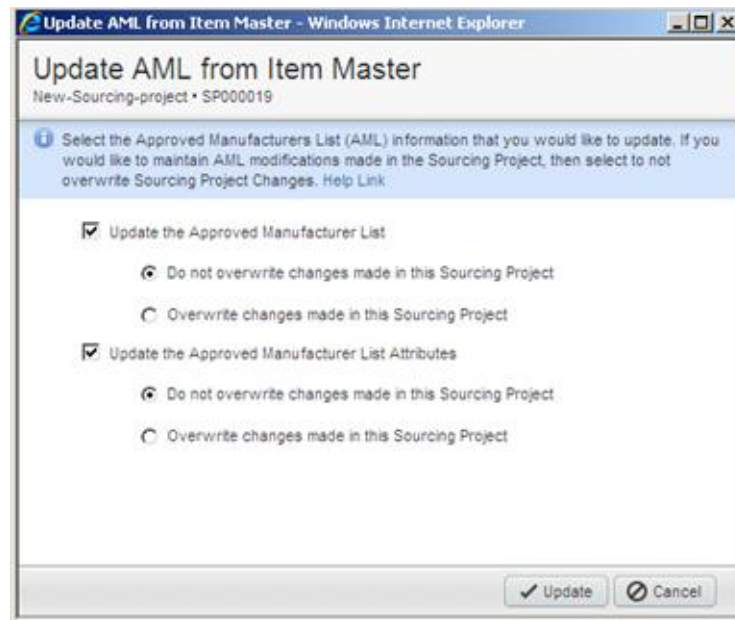 Update AML from Item Master - Windows Internet Explorer
Update AML from Item Master
New-Sourcing-project • SP000019
Select the Approved Manufacturers List (AML) information that you would like to update. If you
would like to maintain AML modifications made in the Sourcing Project, then select to not
overwrite Sourcing Project Changes. Help Link
Update the Approved Manufacturer List
Do not overwrite changes made in this Sourcing Project
Overwrite changes made in this Sourcing Project
Update the Approved Manufacturer List Attributes
Do not overwrite changes made in this Sourcing Project
Overwrite changes made in this Sourcing Project
Update Cancel